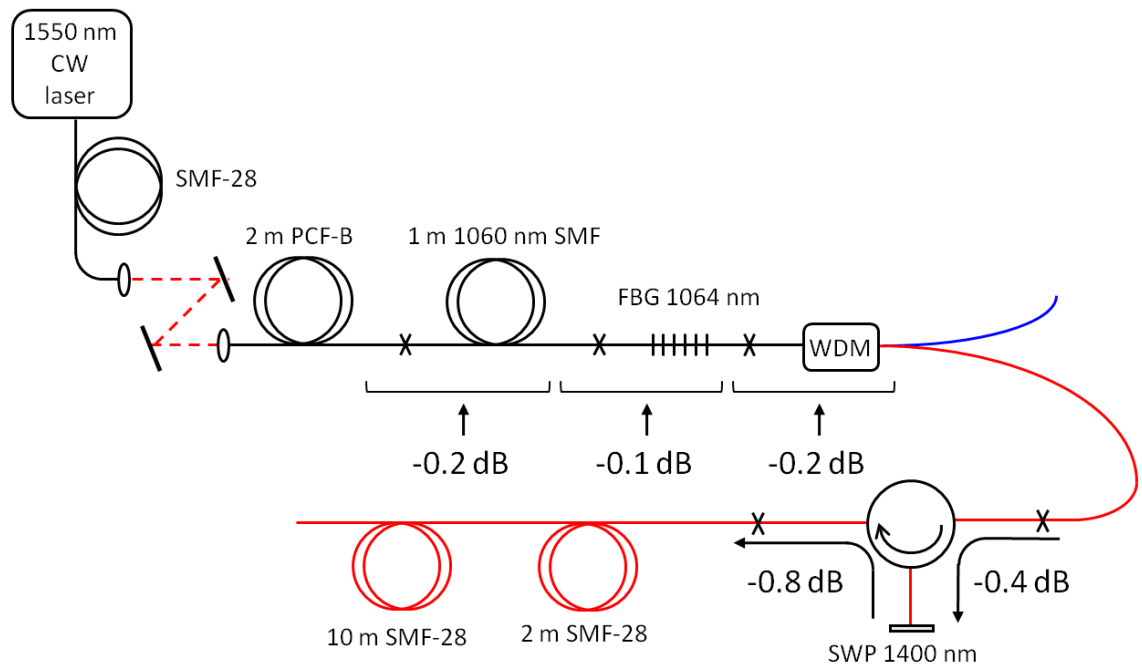 1550 nm
CW
laser
SMF-28
2 m PCF-B
1 m 1060 nm SMF
FBG 1064 nm
WDM
-0.2 dB
-0.1 dB
-0.2 dB
-0.8 dB
-0.4 dB
10 m SMF-28
2 m SMF-28
SWP 1400 nm